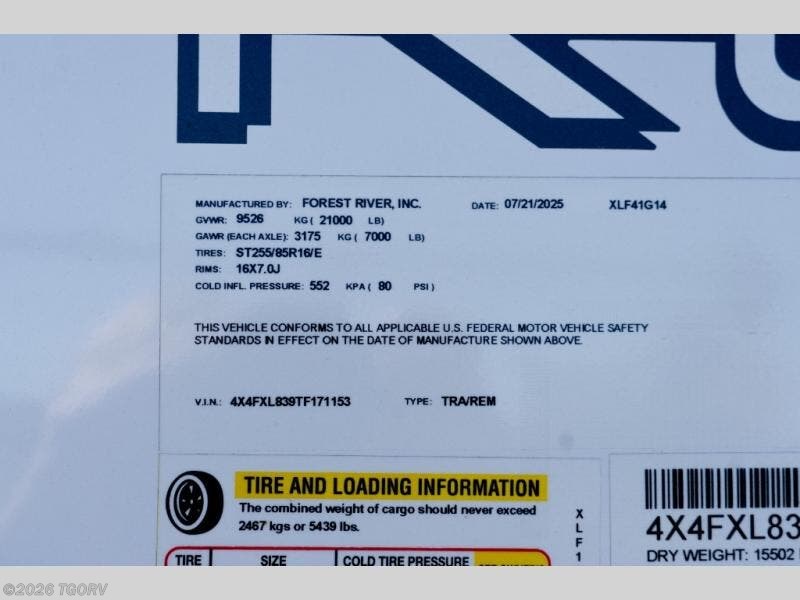 MANUFACTURED BY: FOREST RIVER, INC. DATE: 07/21/2025 XLF41G14
GVWR: 9526 KG ( 21000 LB)
GAWR (EACH AXLE): 3175 KG ( 7000 LB)
TIRES: ST255/85R16/E
RIMS: 16X7.0J
COLD INFL. PRESSURE: 552 KPA ( 80 PSI )
THIS VEHICLE CONFORMS TO ALL APPLICABLE U.S. FEDERAL MOTOR VEHICLE SAFETY
STANDARDS IN EFFECT ON THE DATE OF MANUFACTURE SHOWN ABOVE.
V.I.N.: 4X4FXL839TF171153 TYPE: TRA/REM
TIRE AND LOADING INFORMATION
The combined weight of cargo should never exceed
2467 kgs or 5439 lbs.
TIRE SIZE COLD TIRE PRESSURE
XLF1
4X4FXL83
DRY WEIGHT: 15502
©2026 TGORV